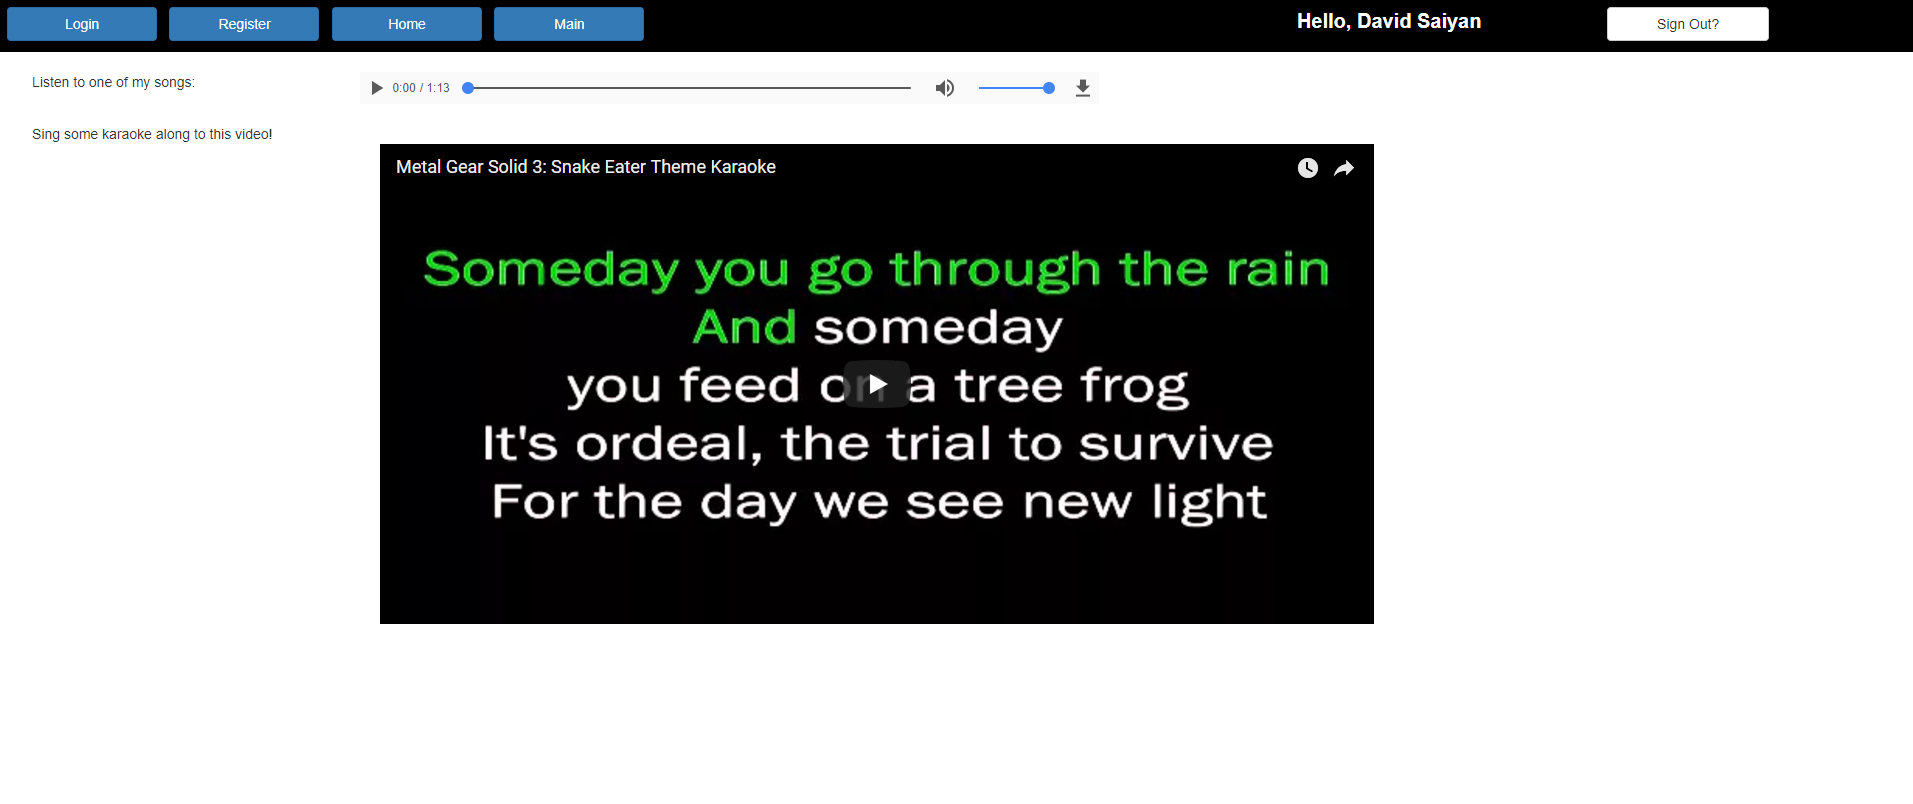 Login Register Home Main Hello, David Saiyan Sign Out?
Listen to one of my songs: 0:00 / 1:13
Sing some karaoke along to this video!
Metal Gear Solid 3: Snake Eater Theme Karaoke
Someday you go through the rain
And someday
you feed on a tree frog
It's ordeal, the trial to survive
For the day we see new light